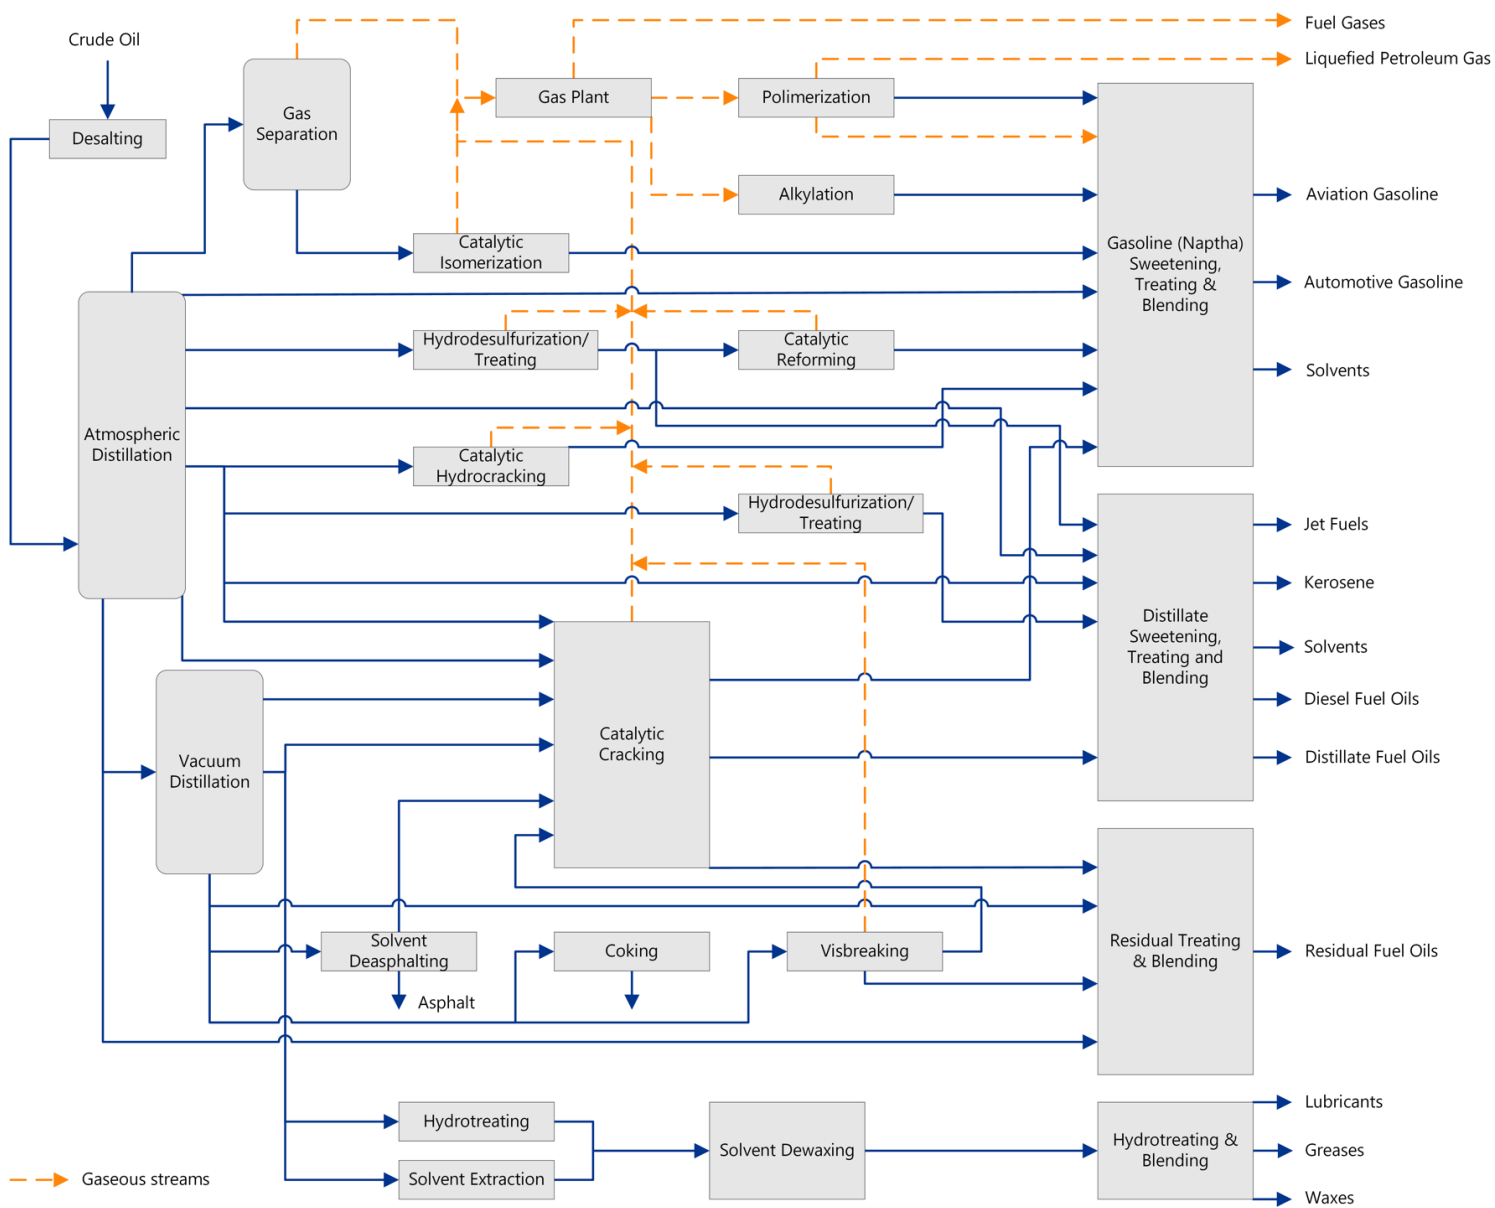 Crude Oil
Desalting
Gas
Separation
Gas Plant
Polimerization
Fuel Gases
Liquefied Petroleum Gas
Alkylation
Catalytic
Isomerization
Gasoline (Naptha)
Sweetening,
Treating &
Blending
Aviation Gasoline
Automotive Gasoline
Solvents
Hydrodesulfurization/
Treating
Catalytic
Reforming
Atmospheric
Distillation
Catalytic
Hydrocracking
Hydrodesulfurization/
Treating
Distillate
Sweetening,
Treating and
Blending
Jet Fuels
Kerosene
Solvents
Diesel Fuel Oils
Distillate Fuel Oils
Vacuum
Distillation
Catalytic
Cracking
Solvent
Deasphalting
Asphalt
Coking
Visbreaking
Residual Treating
& Blending
Residual Fuel Oils
Hydrotreating
Solvent Extraction
Solvent Dewaxing
Hydrotreating &
Blending
Lubricants
Greases
Waxes
Gaseous streams